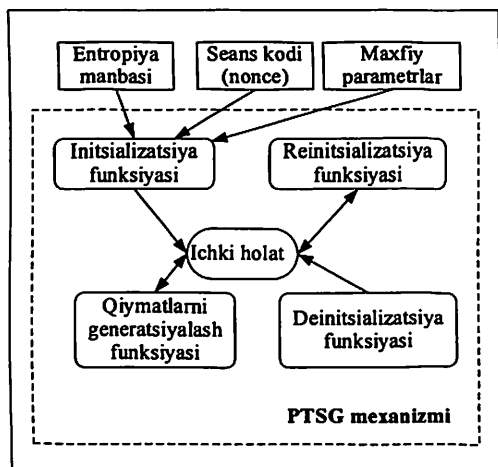 Entropiya
manbasi
Seans kodi
(nonce)
Maxfiy
parametrlar
Initsializatsiya
funksiyasi
Reinitsializatsiya
funksiyasi
Ichki holat
Qiymatlarni
generatsiyalash
funksiyasi
Deinitsializatsiya
funksiyasi
PTSG mexanizmi